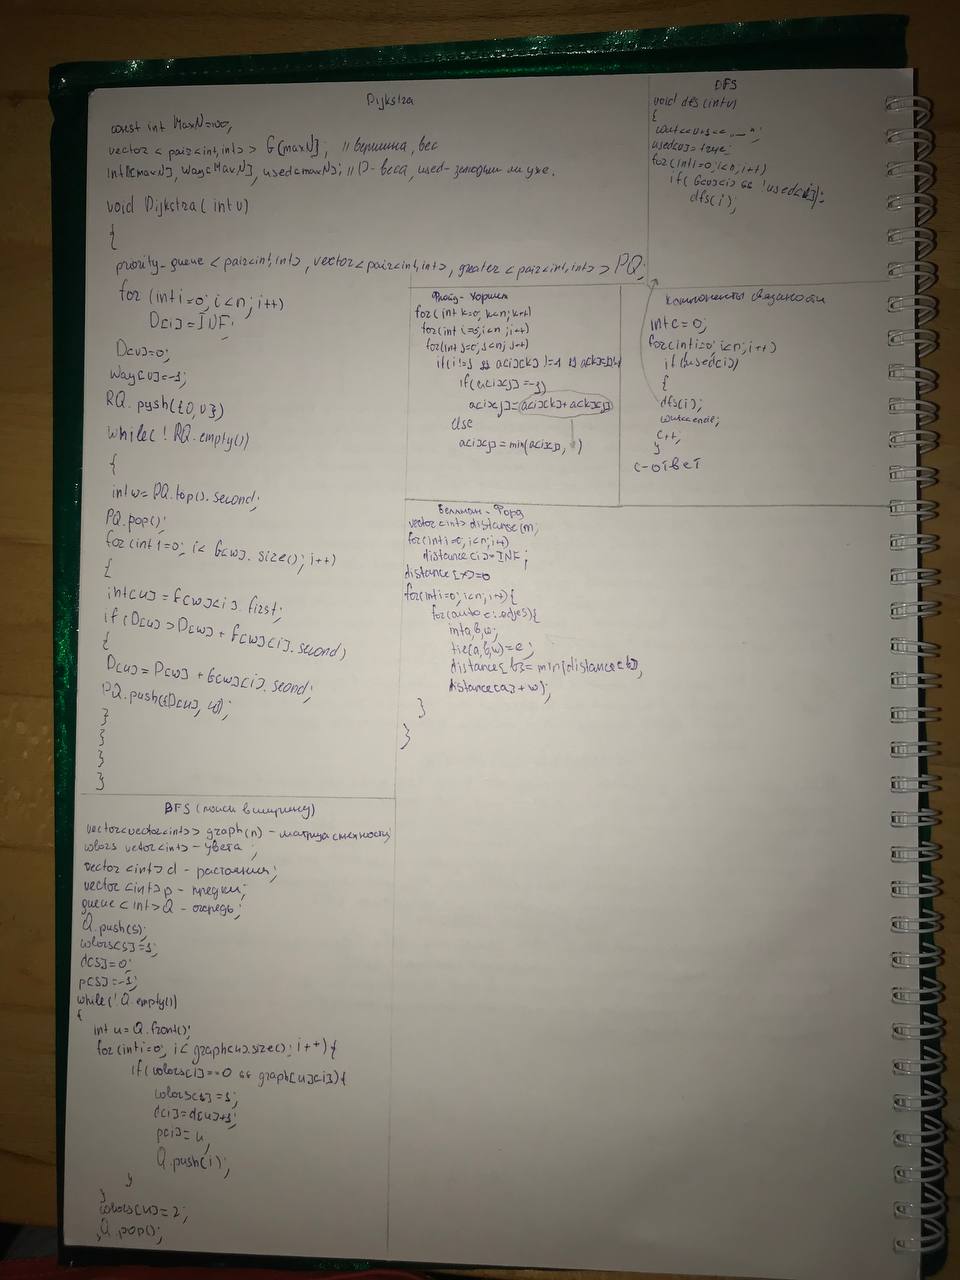 Dijkstra
const int MaxN=100;
vector <pair<int,int>> G[maxN]; // вершина, вес
int D[maxN], way[MaxN], used[maxN]; // D- веса, used-заходили ли уже.
void Dijkstra(int v)
{
priority-queue <pair<int,int>, vector<pair<int,int>, greater <pair<int,int>> PQ;
for (int i=0; i<n; i++)
D[i]=INF;
D[v]=0;
Way[v]=-1;
PQ.push({0,v})
while(!PQ.empty())
{
int w=PQ.top().second;
PQ.pop();
for(int i=0; i<G[w].size(); i++)
{
int[u]=G[w][i].first;
if(D[u]>D[w]+G[w][i].second)
{
D[u]=D[w]+G[w][i].seond;
PQ.push({D[u], u});
}
}
}
}
DFS
void dfs(int v)
{
cout<<v+1<<
used[v]=true;
for(int i=0; i<n, i++)
if(G[v][i] && !used[i]);
dfs(i);
Флойд-Уоршел
for(int k=0; k<n; k++)
for(int i=0; i<n; i++)
for(int j=0; j<n; j++)
if(i!=j && a[i][k]!=-1 &&
if(a[i][j]=-1)
a[i][j]=a[i][k]+a[k][j]
else
a[i][j]=min(a[i][j], )
Компоненты связности
int c=0;
for(int i=0; i<n; i++)
if(!used[i])
{
dfs(i);
cout<<endl;
c++;
}
c-ответ
Беллман-Форд
vector<int> distanse(n);
for(int i=0; i<n; i++)
distance[i]=INF;
distance[x]=0
for(int i=0; i<n; i++){
for(auto e:edjes){
int a,b,w;
tie(a,b,w)=e;
distance[b]=min(distance[b],
distance[a]+w);
}
}
BFS (поиск в ширину)
vector<vector<int>> graph(n) - матрица смежности;
colors vector<int> - цвета;
vector<int>d - растояния;
vector<int>p - предки;
queue<int>Q - очередь;
Q.push(s);
colors[s]=1;
d[s]=0;
p[s]=-1;
while(!Q.empty())
{
int u=Q.front();
for(int i=0; i<graph[u].size(); i++){
if(colors[i]==0 && graph[u][i]){
colors[i]=1;
d[i]=d[u]+1;
p[i]=u;
Q.push(i);
}
}
colors[u]=2;
Q.pop();